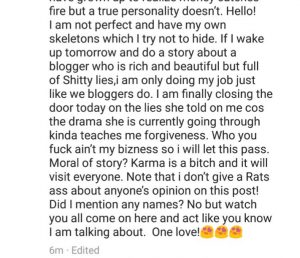 fire but a true personality doesn't. Hello!
I am not perfect and have my own
skeletons which I try not to hide. If I wake
up tomorrow and do a story about a
blogger who is rich and beautiful but full
of Shitty lies,i am only doing my job just
like we bloggers do. I am finally closing the
door today on the lies she told on me cos
the drama she is currently going through
kinda teaches me forgiveness. Who you
fuck ain't my bizness so i will let this pass.
Moral of story? Karma is a bitch and it will
visit everyone. Note that i don't give a Rats
ass about anyone's opinion on this post!
Did I mention any names? No but watch
you all come on here and act like you know
I am talking about. One love!😍😍😍
6m · Edited